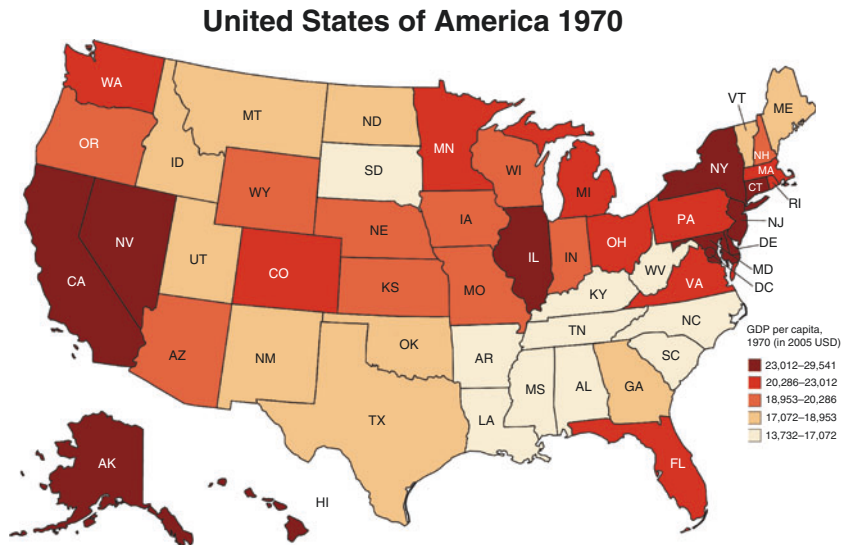 United States of America 1970
WA
MT
ND
MN
VT
ME
OR
ID
SD
WI
MI
NY
NH
MA
CT
RI
WY
IA
NE
PA
NJ
NV
UT
CO
IL
IN
OH
DE
MD
DC
CA
KS
MO
WV
VA
KY
AZ
NM
OK
AR
TN
NC
SC
TX
LA
MS
AL
GA
FL
AK
HI
GDP per capita,
1970 (in 2005 USD)
23,012–29,541
20,286–23,012
18,953–20,286
17,072–18,953
13,732–17,072